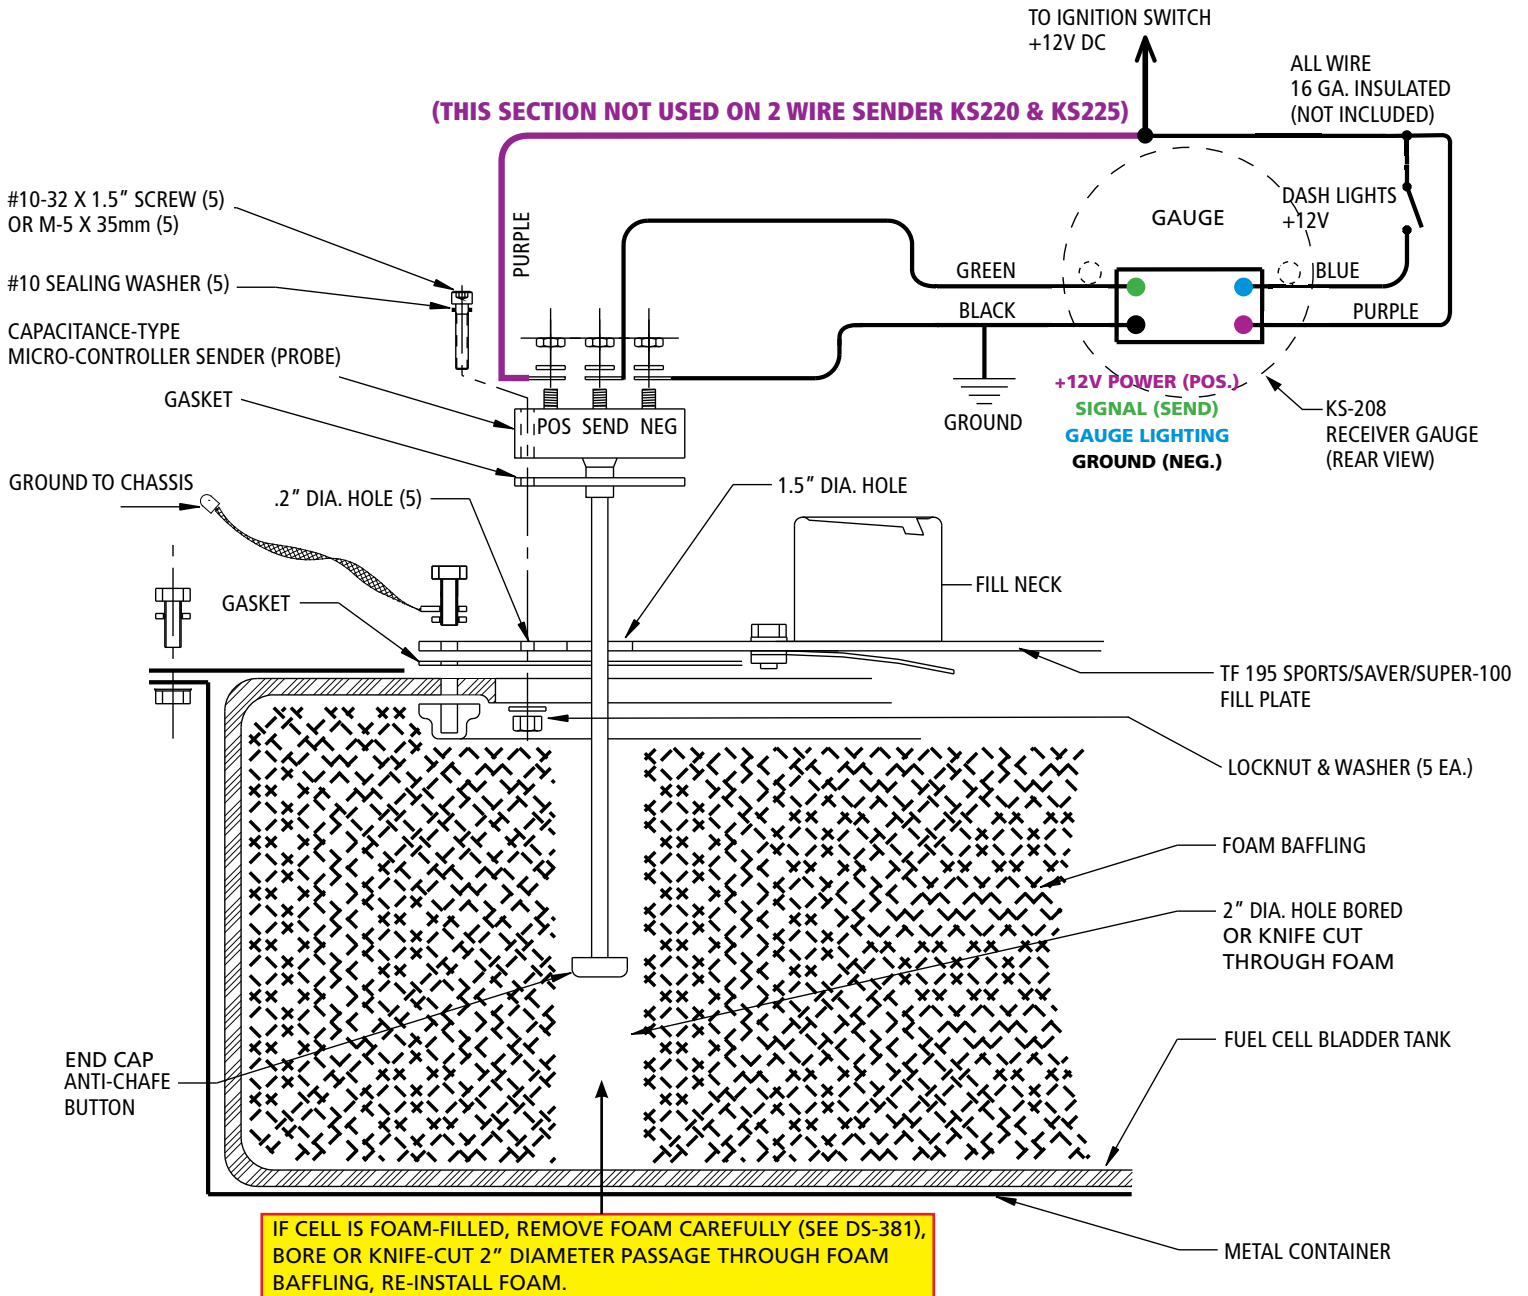 TO IGNITION SWITCH
+12V DC
ALL WIRE
16 GA. INSULATED
(NOT INCLUDED)
(THIS SECTION NOT USED ON 2 WIRE SENDER KS220 & KS225)
#10-32 X 1.5" SCREW (5)
OR M-5 X 35mm (5)
PURPLE
DASH LIGHTS
+12V
GAUGE
#10 SEALING WASHER (5)
GREEN
BLUE
BLACK
PURPLE
CAPACITANCE-TYPE
MICRO-CONTROLLER SENDER (PROBE)
GASKET
+12V POWER (POS.)
SIGNAL (SEND)
GAUGE LIGHTING
GROUND (NEG.)
GROUND
KS-208
RECEIVER GAUGE
(REAR VIEW)
POS SEND NEG
GROUND TO CHASSIS
.2" DIA. HOLE (5)
1.5" DIA. HOLE
FILL NECK
GASKET
TF 195 SPORTS/SAVER/SUPER-100
FILL PLATE
LOCKNUT & WASHER (5 EA.)
FOAM BAFFLING
2" DIA. HOLE BORED
OR KNIFE CUT
THROUGH FOAM
FUEL CELL BLADDER TANK
END CAP
ANTI-CHAFE
BUTTON
IF CELL IS FOAM-FILLED, REMOVE FOAM CAREFULLY (SEE DS-381),
BORE OR KNIFE-CUT 2" DIAMETER PASSAGE THROUGH FOAM
BAFFLING, RE-INSTALL FOAM.
METAL CONTAINER